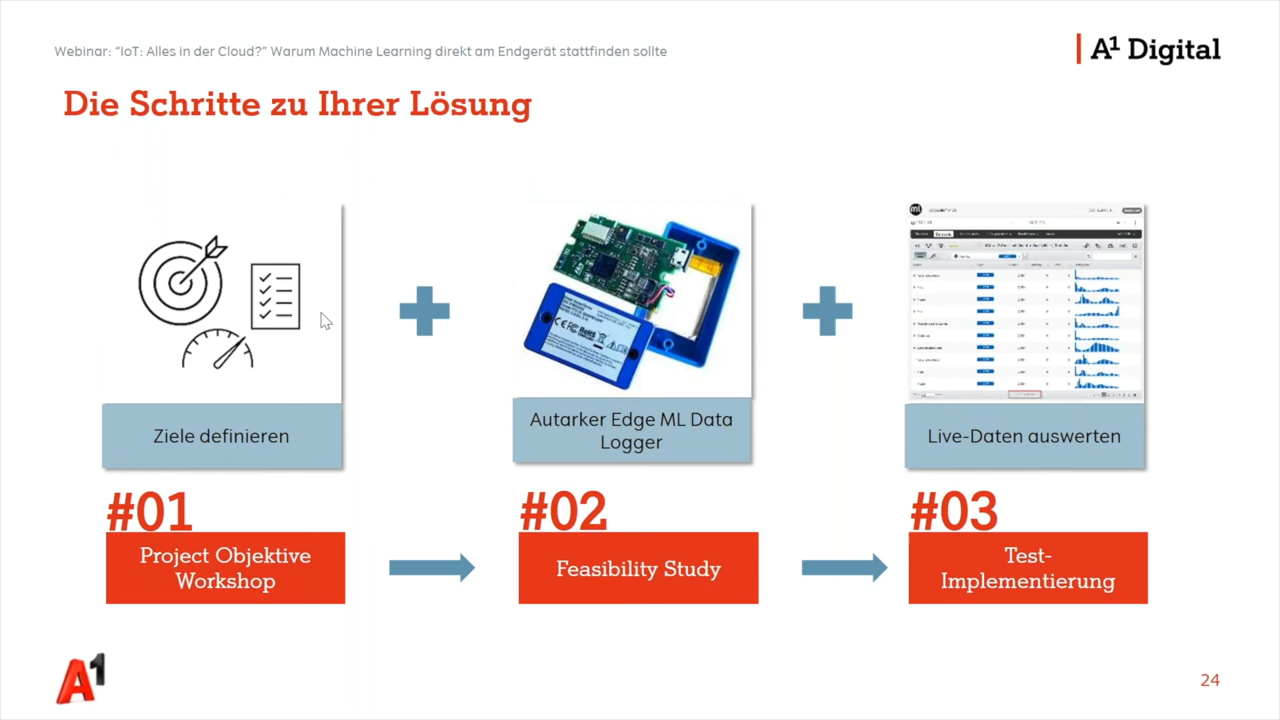 Webinar: “IoT: Alles in der Cloud?” Warum Machine Learning direkt am Endgerät stattfinden sollte
A1 Digital
Die Schritte zu Ihrer Lösung
Ziele definieren
Autarker Edge ML Data
Logger
Live-Daten auswerten
#01
#02
#03
Project Objektive
Workshop
Feasibility Study
Test-
Implementierung
A1
24